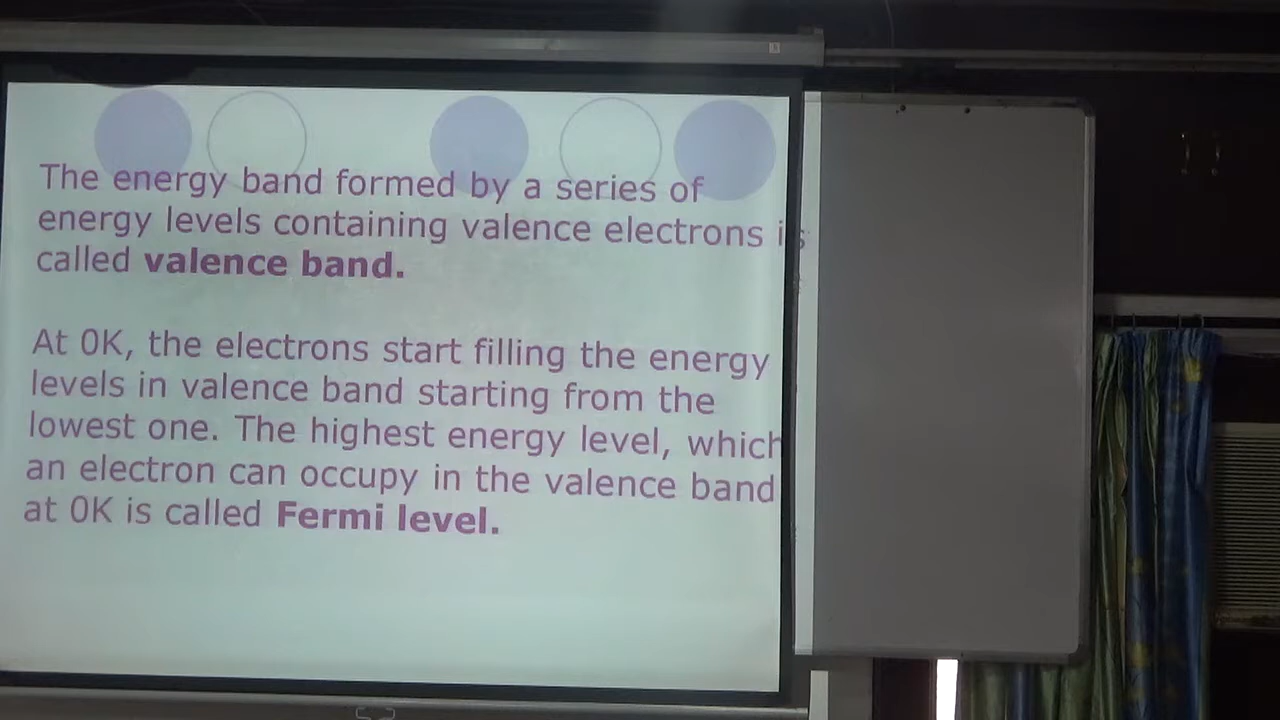 The energy band formed by a series of
energy levels containing valence electrons is
called valence band.
At 0K, the electrons start filling the energy
levels in valence band starting from the
lowest one. The highest energy level, which
an electron can occupy in the valence band
at 0K is called Fermi level.